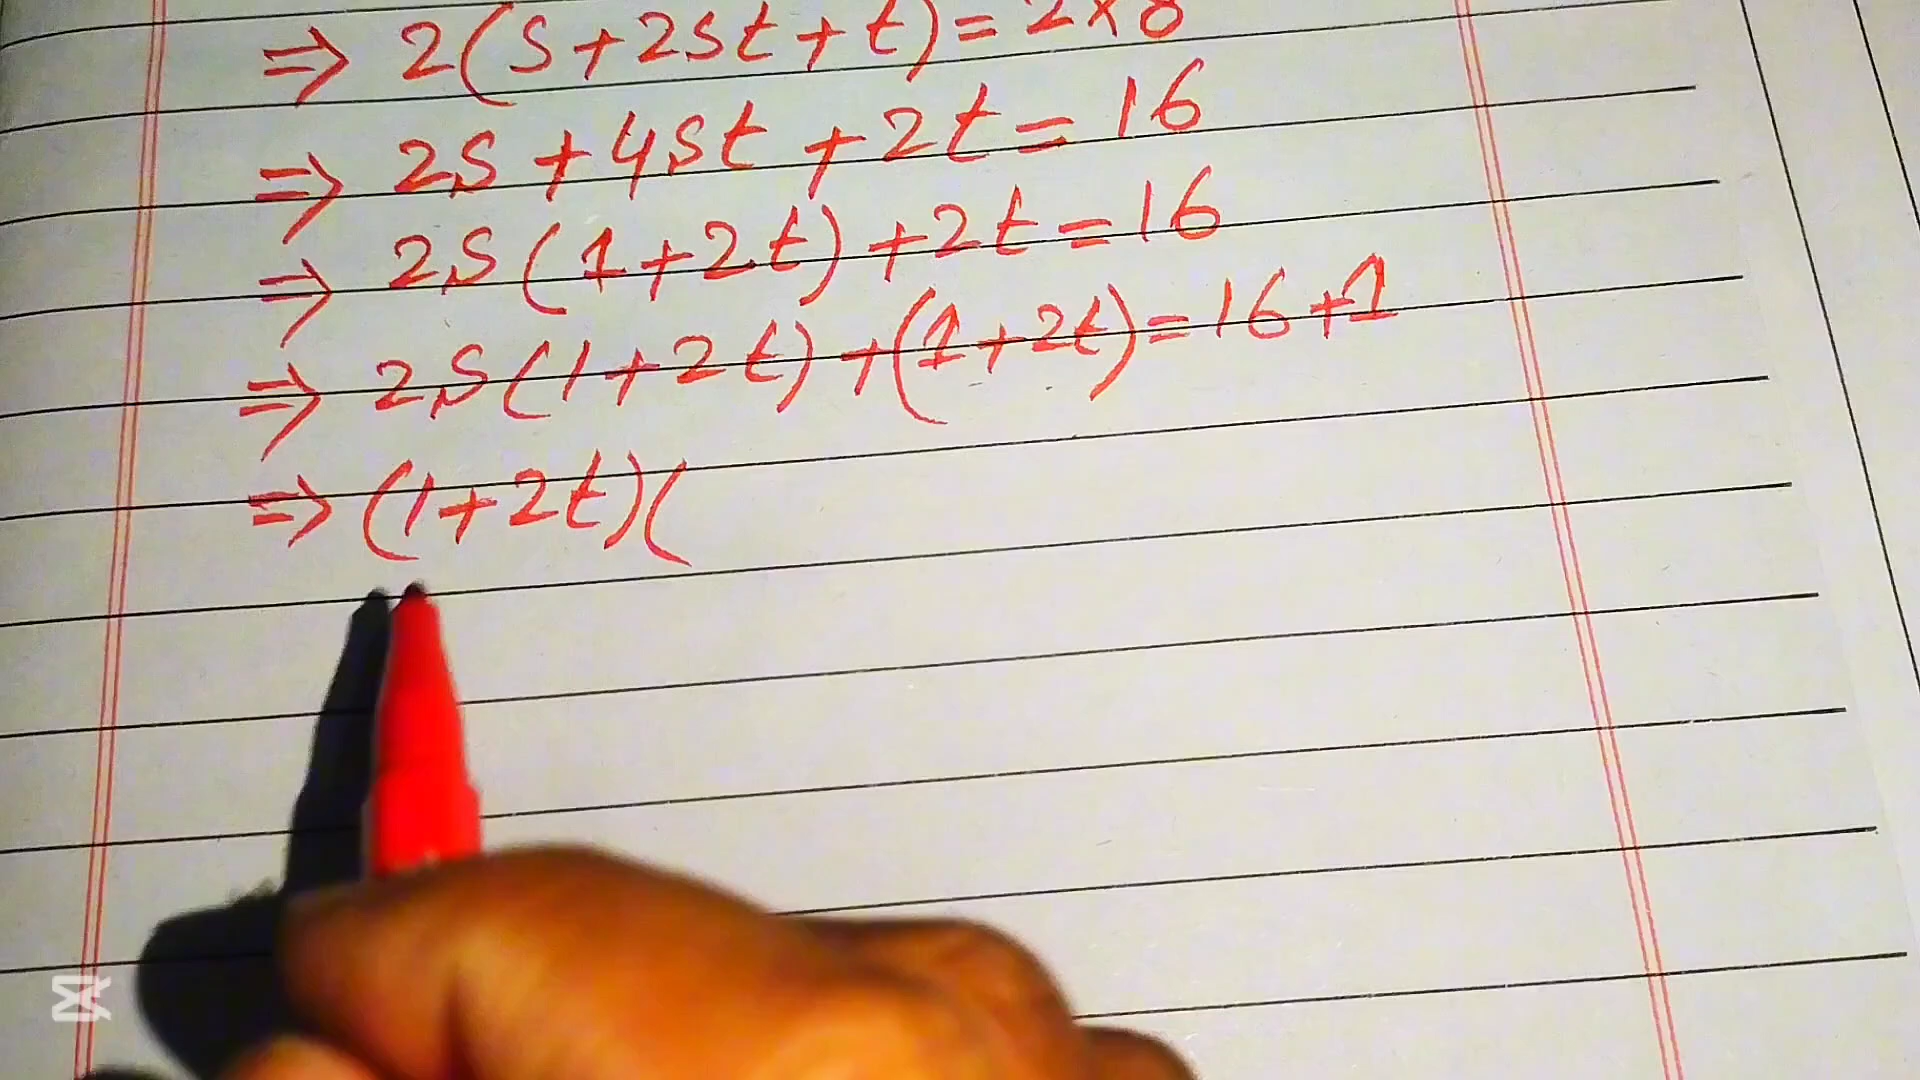 ⇒ 2(s+2st+t)=2×8
⇒ 2s+4st+2t=16
⇒ 2s(1+2t)+2t=16
⇒ 2s(1+2t)+(1+2t)=16+1
⇒ (1+2t)(